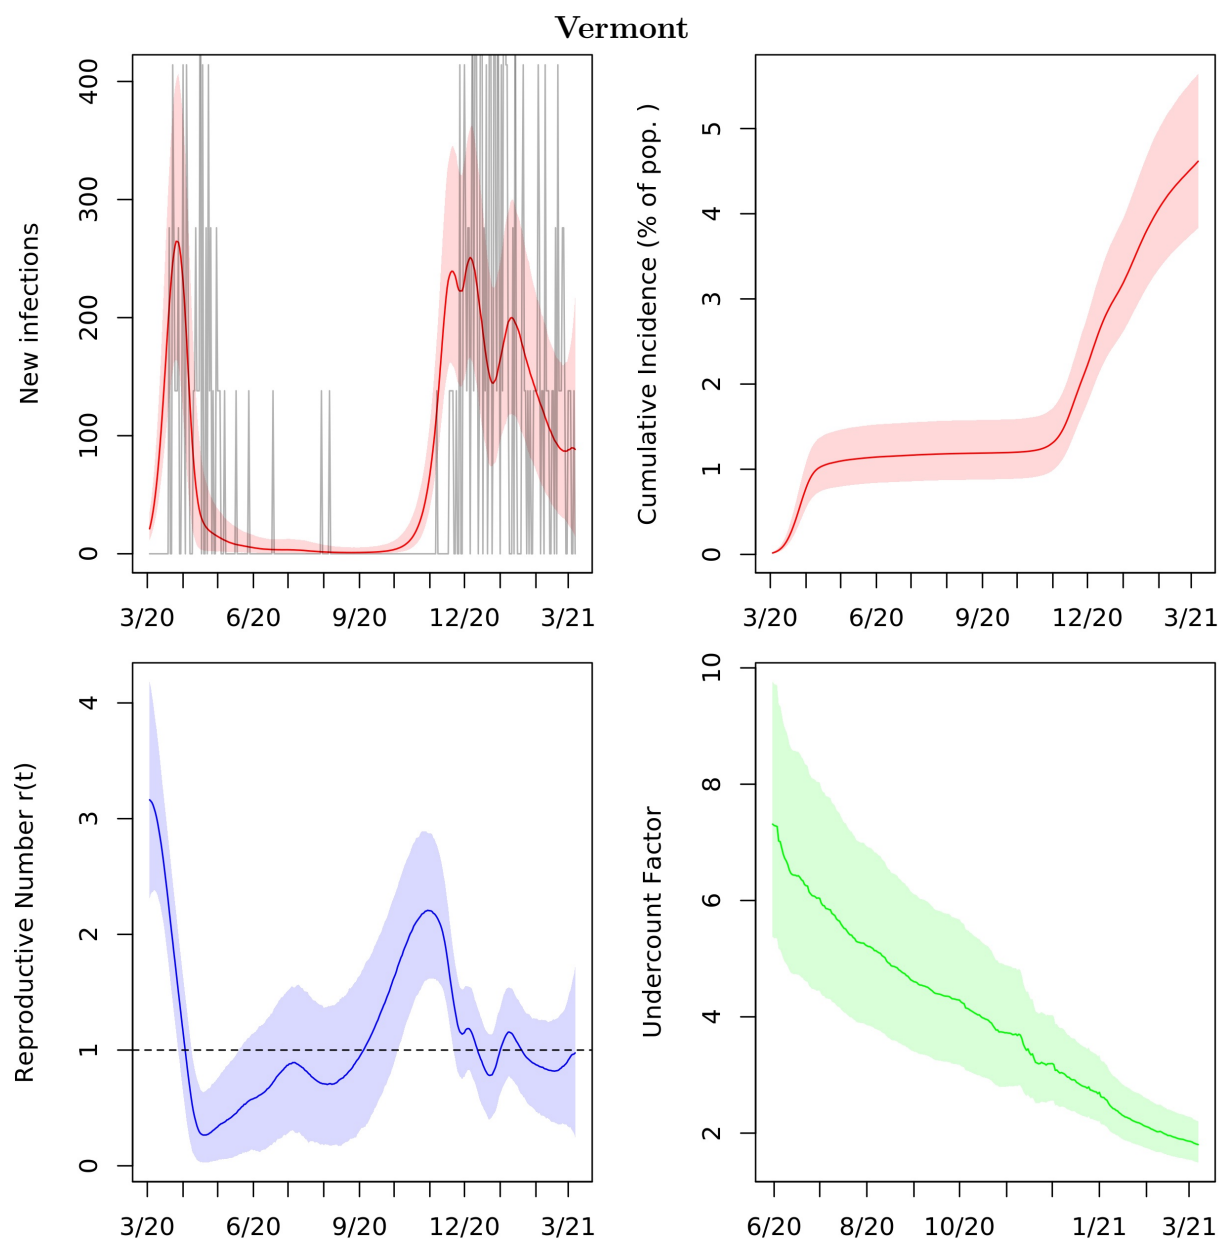 Vermont
New infections
400
300
200
100
0
3/20 6/20 9/20 12/20 3/21
Cumulative Incidence (% of pop. )
5
4
3
2
1
0
3/20 6/20 9/20 12/20 3/21
Reproductive Number r(t)
4
3
2
1
0
3/20 6/20 9/20 12/20 3/21
Undercount Factor
10
8
6
4
2
6/20 8/20 10/20 1/21 3/21